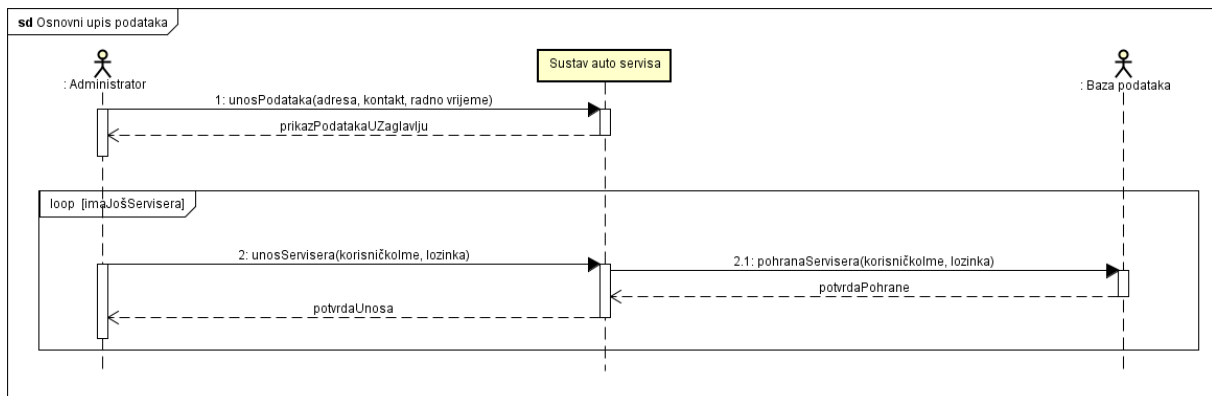 sd Osnovni upis podataka
: Administrator
Sustav auto servisa
: Baza podataka
1: unosPodataka(adresa, kontakt, radno vrijeme)
prikazPodatakaUZaglavlju
loop [imaJošServisera]
2: unosServisera(korisničkoIme, lozinka)
2.1: pohranaServisera(korisničkoIme, lozinka)
potvrdaPohrane
potvrdaUnosa